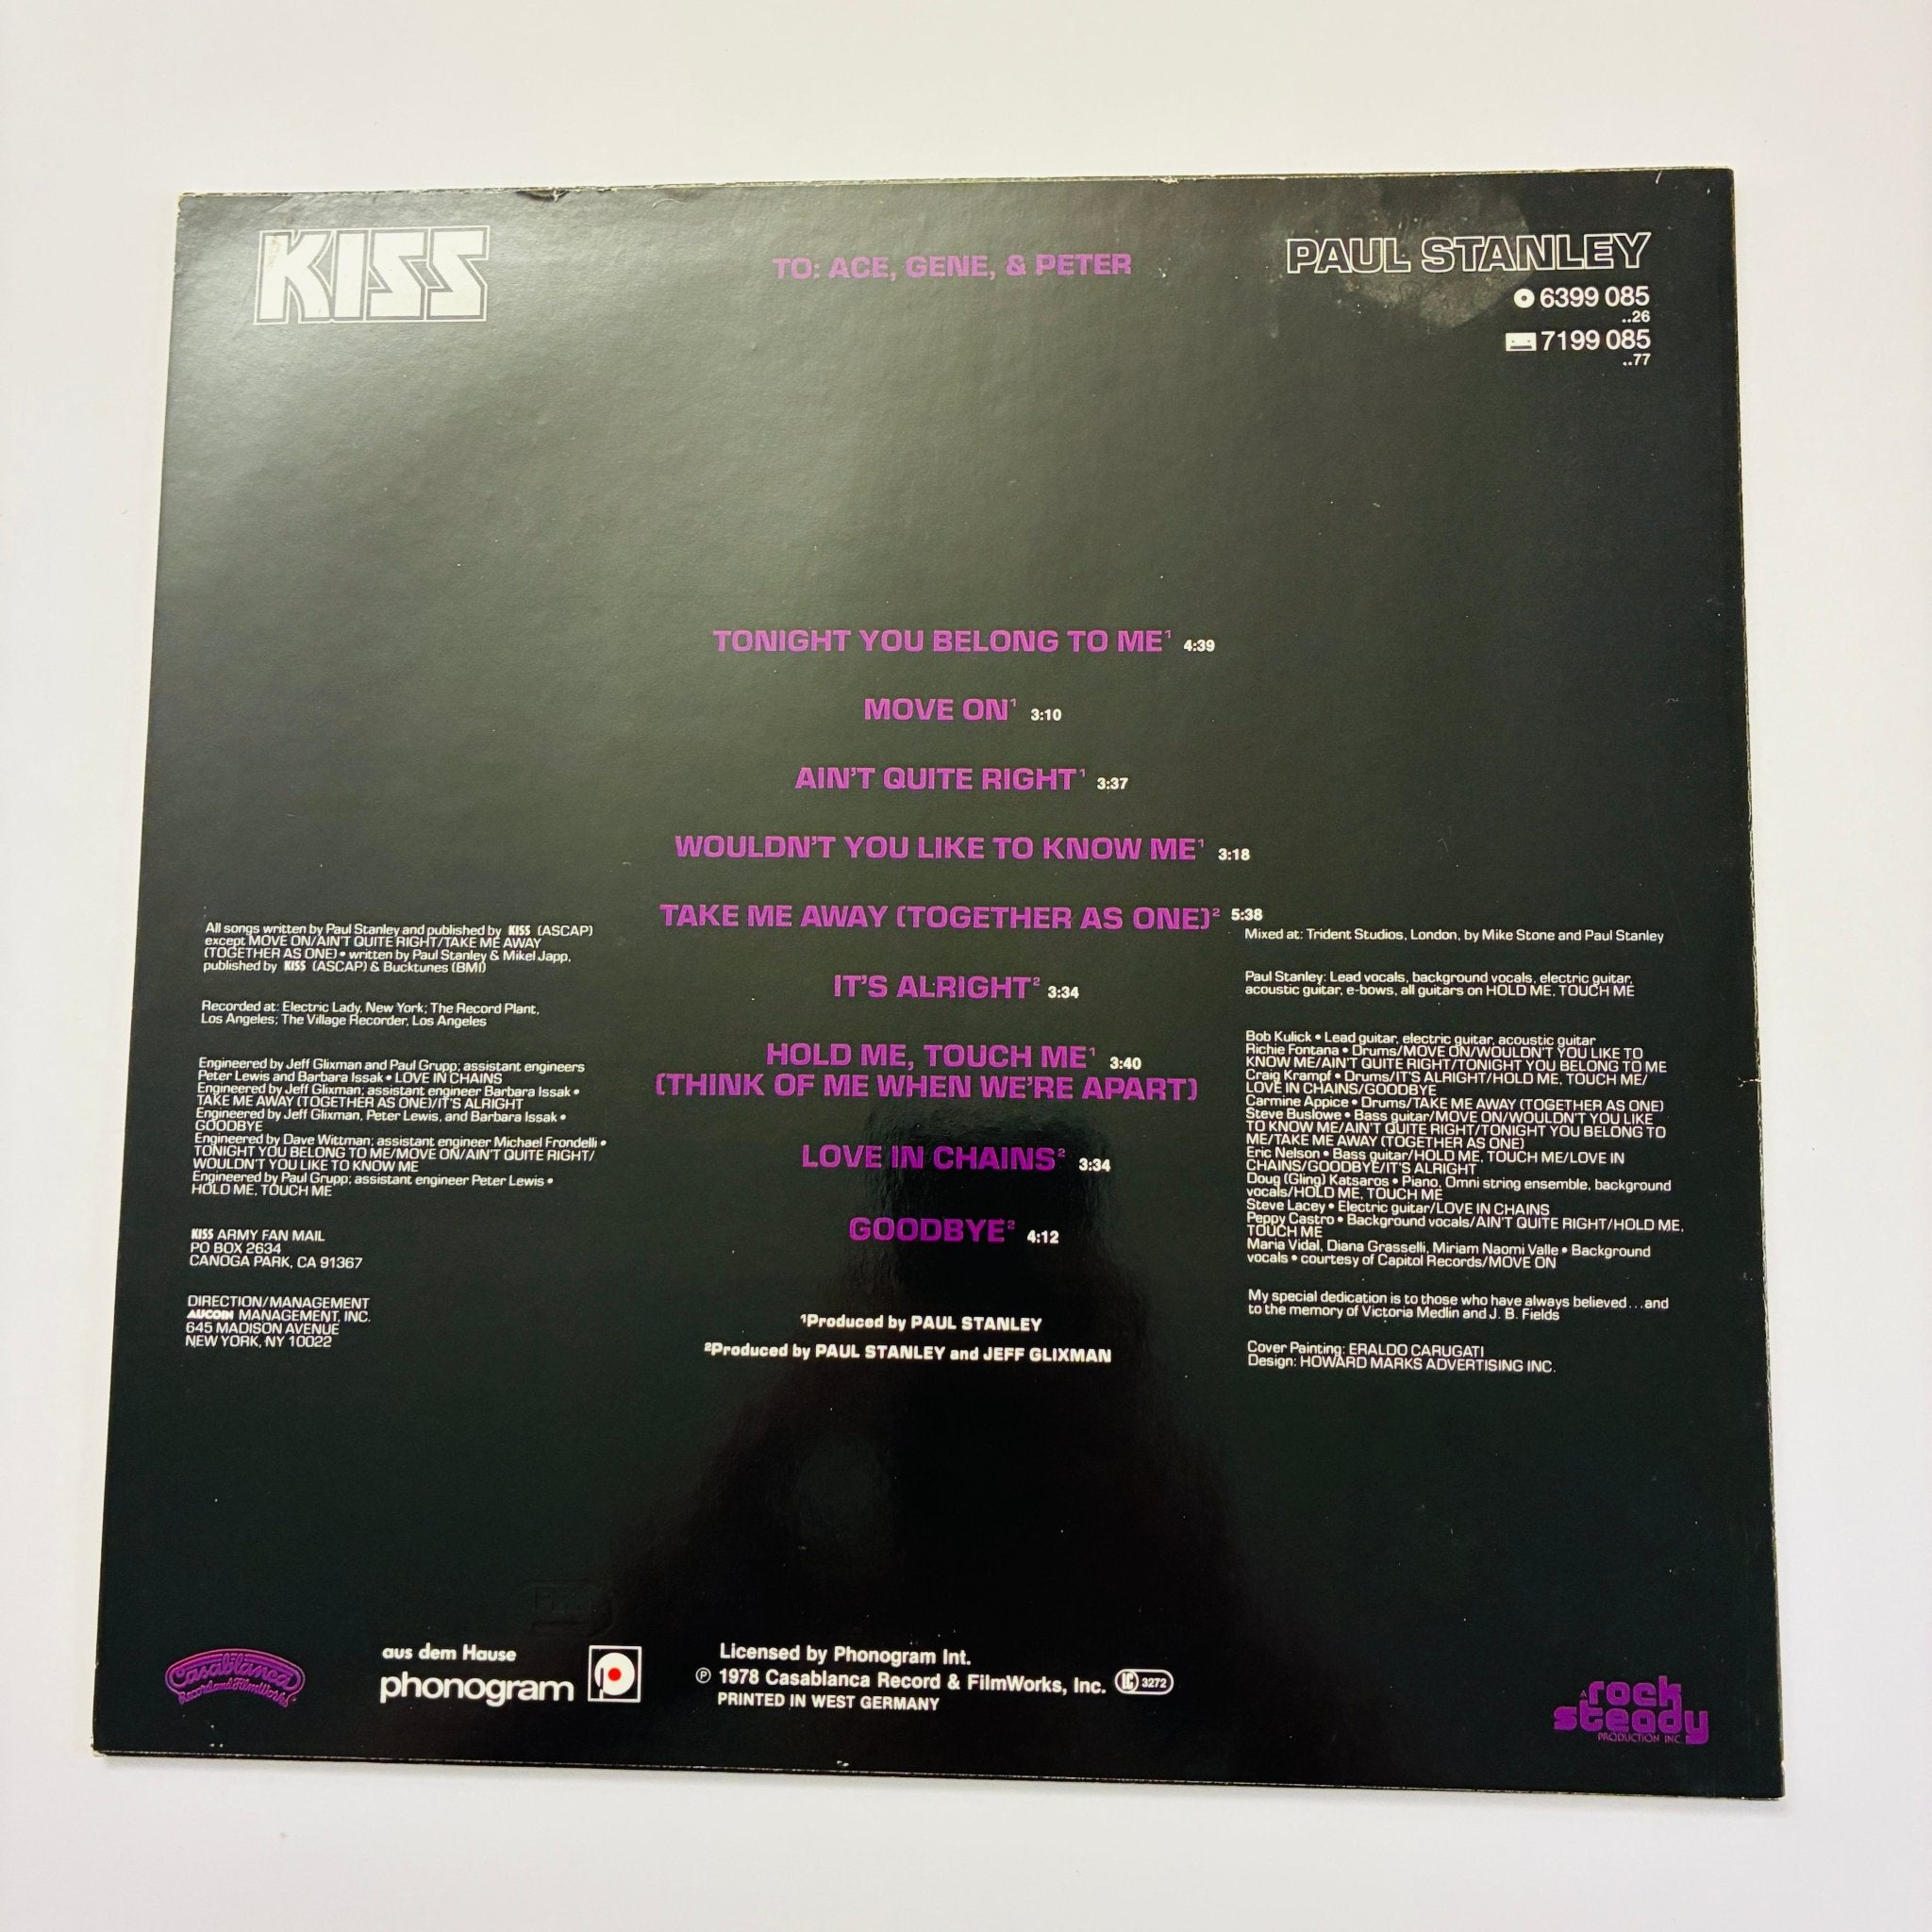 KISS
TO: ACE, GENE, & PETER
PAUL STANLEY
6399 085
..26
7199 085
..77
TONIGHT YOU BELONG TO ME¹ 4:39
MOVE ON¹ 3:10
AIN'T QUITE RIGHT¹ 3:37
WOULDN'T YOU LIKE TO KNOW ME¹ 3:18
TAKE ME AWAY (TOGETHER AS ONE)² 5:38
IT'S ALRIGHT² 3:34
HOLD ME, TOUCH ME¹ 3:40
(THINK OF ME WHEN WE'RE APART)
LOVE IN CHAINS² 3:34
GOODBYE² 4:12
¹Produced by PAUL STANLEY
²Produced by PAUL STANLEY and JEFF GLIXMAN
All songs written by Paul Stanley and published by KISS (ASCAP)
except MOVE ON/AIN'T QUITE RIGHT/TAKE ME AWAY
(TOGETHER AS ONE) • written by Paul Stanley & Mikel Japp,
published by KISS (ASCAP) & Bucktunes (BMI)
Recorded at: Electric Lady, New York; The Record Plant,
Los Angeles; The Village Recorder, Los Angeles
Engineered by Jeff Glixman and Paul Grupp; assistant engineers
Peter Lewis and Barbara Issak • LOVE IN CHAINS
Engineered by Jeff Glixman; assistant engineer Barbara Issak •
TAKE ME AWAY (TOGETHER AS ONE)/IT'S ALRIGHT
Engineered by Jeff Glixman, Peter Lewis, and Barbara Issak •
GOODBYE
Engineered by Dave Wittman; assistant engineer Michael Frondelli •
TONIGHT YOU BELONG TO ME/MOVE ON/AIN'T QUITE RIGHT/
WOULDN'T YOU LIKE TO KNOW ME
Engineered by Paul Grupp; assistant engineer Peter Lewis •
HOLD ME, TOUCH ME
KISS ARMY FAN MAIL
PO BOX 2634
CANOGA PARK, CA 91367
DIRECTION/MANAGEMENT
AUCOIN MANAGEMENT, INC.
645 MADISON AVENUE
NEW YORK, NY 10022
Mixed at: Trident Studios, London, by Mike Stone and Paul Stanley
Paul Stanley: Lead vocals, background vocals, electric guitar,
acoustic guitar, e-bows, all guitars on HOLD ME, TOUCH ME
Bob Kulick • Lead guitar, electric guitar, acoustic guitar
Richie Fontana • Drums/MOVE ON/WOULDN'T YOU LIKE TO
KNOW ME/AIN'T QUITE RIGHT/TONIGHT YOU BELONG TO ME
Craig Krampf • Drums/IT'S ALRIGHT/HOLD ME, TOUCH ME/
LOVE IN CHAINS/GOODBYE
Carmine Appice • Drums/TAKE ME AWAY (TOGETHER AS ONE)
Steve Buslowe • Bass guitar/MOVE ON/WOULDN'T YOU LIKE
TO KNOW ME/AIN'T QUITE RIGHT/TONIGHT YOU BELONG TO
ME/TAKE ME AWAY (TOGETHER AS ONE)
Eric Nelson • Bass guitar/HOLD ME, TOUCH ME/LOVE IN
CHAINS/GOODBYE/IT'S ALRIGHT
Doug (Gling) Katsaros • Piano, Omni string ensemble, background
vocals/HOLD ME, TOUCH ME
Steve Lacey • Electric guitar/LOVE IN CHAINS
Peppy Castro • Background vocals/AIN'T QUITE RIGHT/HOLD ME,
TOUCH ME
Maria Vidal, Diana Grasselli, Miriam Naomi Valle • Background
vocals • courtesy of Capitol Records/MOVE ON
My special dedication is to those who have always believed...and
to the memory of Victoria Medlin and J. B. Fields
Cover Painting: ERALDO CARUGATI
Design: HOWARD MARKS ADVERTISING INC.
Casablanca
Record and FilmWorks
aus dem Hause
phonogram
Licensed by Phonogram Int.
℗ 1978 Casablanca Record & FilmWorks, Inc. LC 3272
PRINTED IN WEST GERMANY
A rock
steady
PRODUCTION INC.